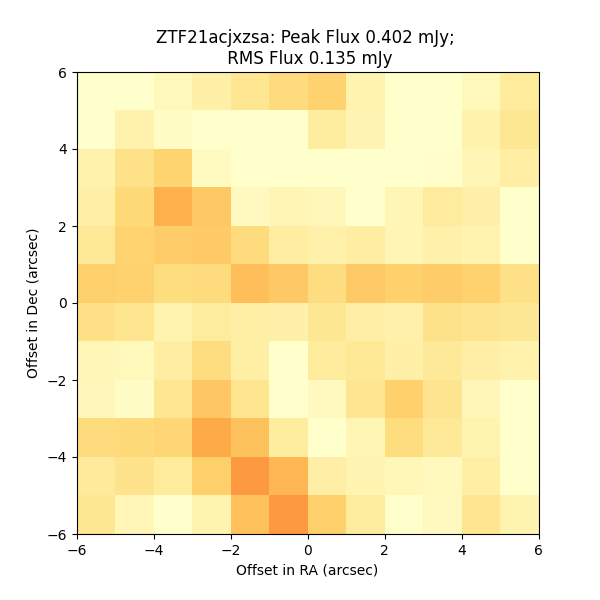 ZTF21acjxzsa: Peak Flux 0.402 mJy;
RMS Flux 0.135 mJy
6
4
2
0
−2
−4
−6
Offset in Dec (arcsec)
−6 −4 −2 0 2 4 6
Offset in RA (arcsec)